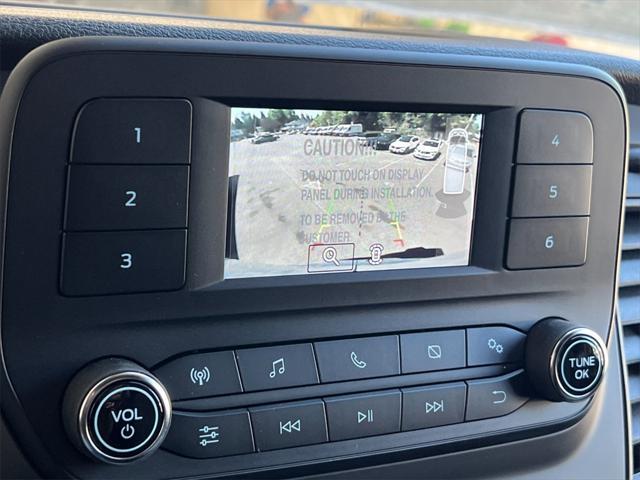 1
2
3
CAUTION!!!
DO NOT TOUCH ON DISPLAY
PANEL DURING INSTALLATION.
TO BE REMOVED BY THE
CUSTOMER.
4
5
6
VOL
TUNE
OK